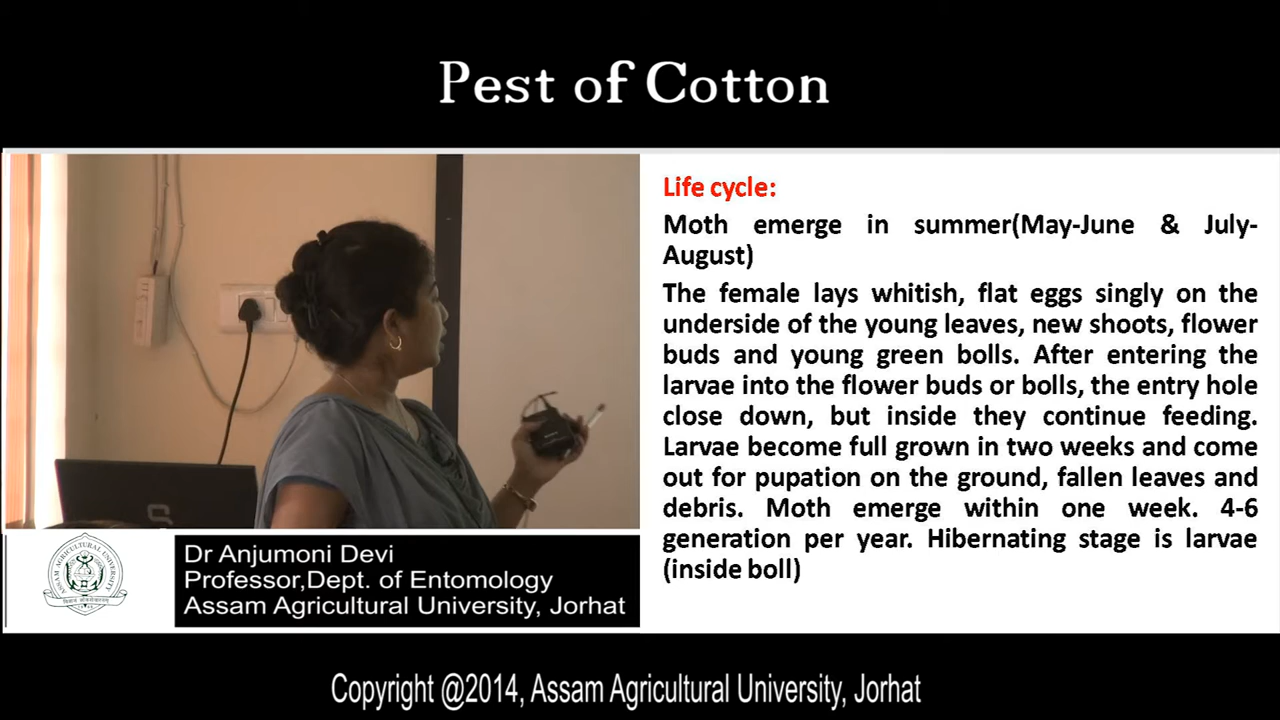 Pest of Cotton
Life cycle:
Moth emerge in summer(May-June & July-
August)
The female lays whitish, flat eggs singly on the
underside of the young leaves, new shoots, flower
buds and young green bolls. After entering the
larvae into the flower buds or bolls, the entry hole
close down, but inside they continue feeding.
Larvae become full grown in two weeks and come
out for pupation on the ground, fallen leaves and
debris. Moth emerge within one week. 4-6
generation per year. Hibernating stage is larvae
(inside boll)
ASSAM AGRICULTURAL UNIVERSITY
Dr Anjumoni Devi
Professor,Dept. of Entomology
Assam Agricultural University, Jorhat
Copyright @2014, Assam Agricultural University, Jorhat